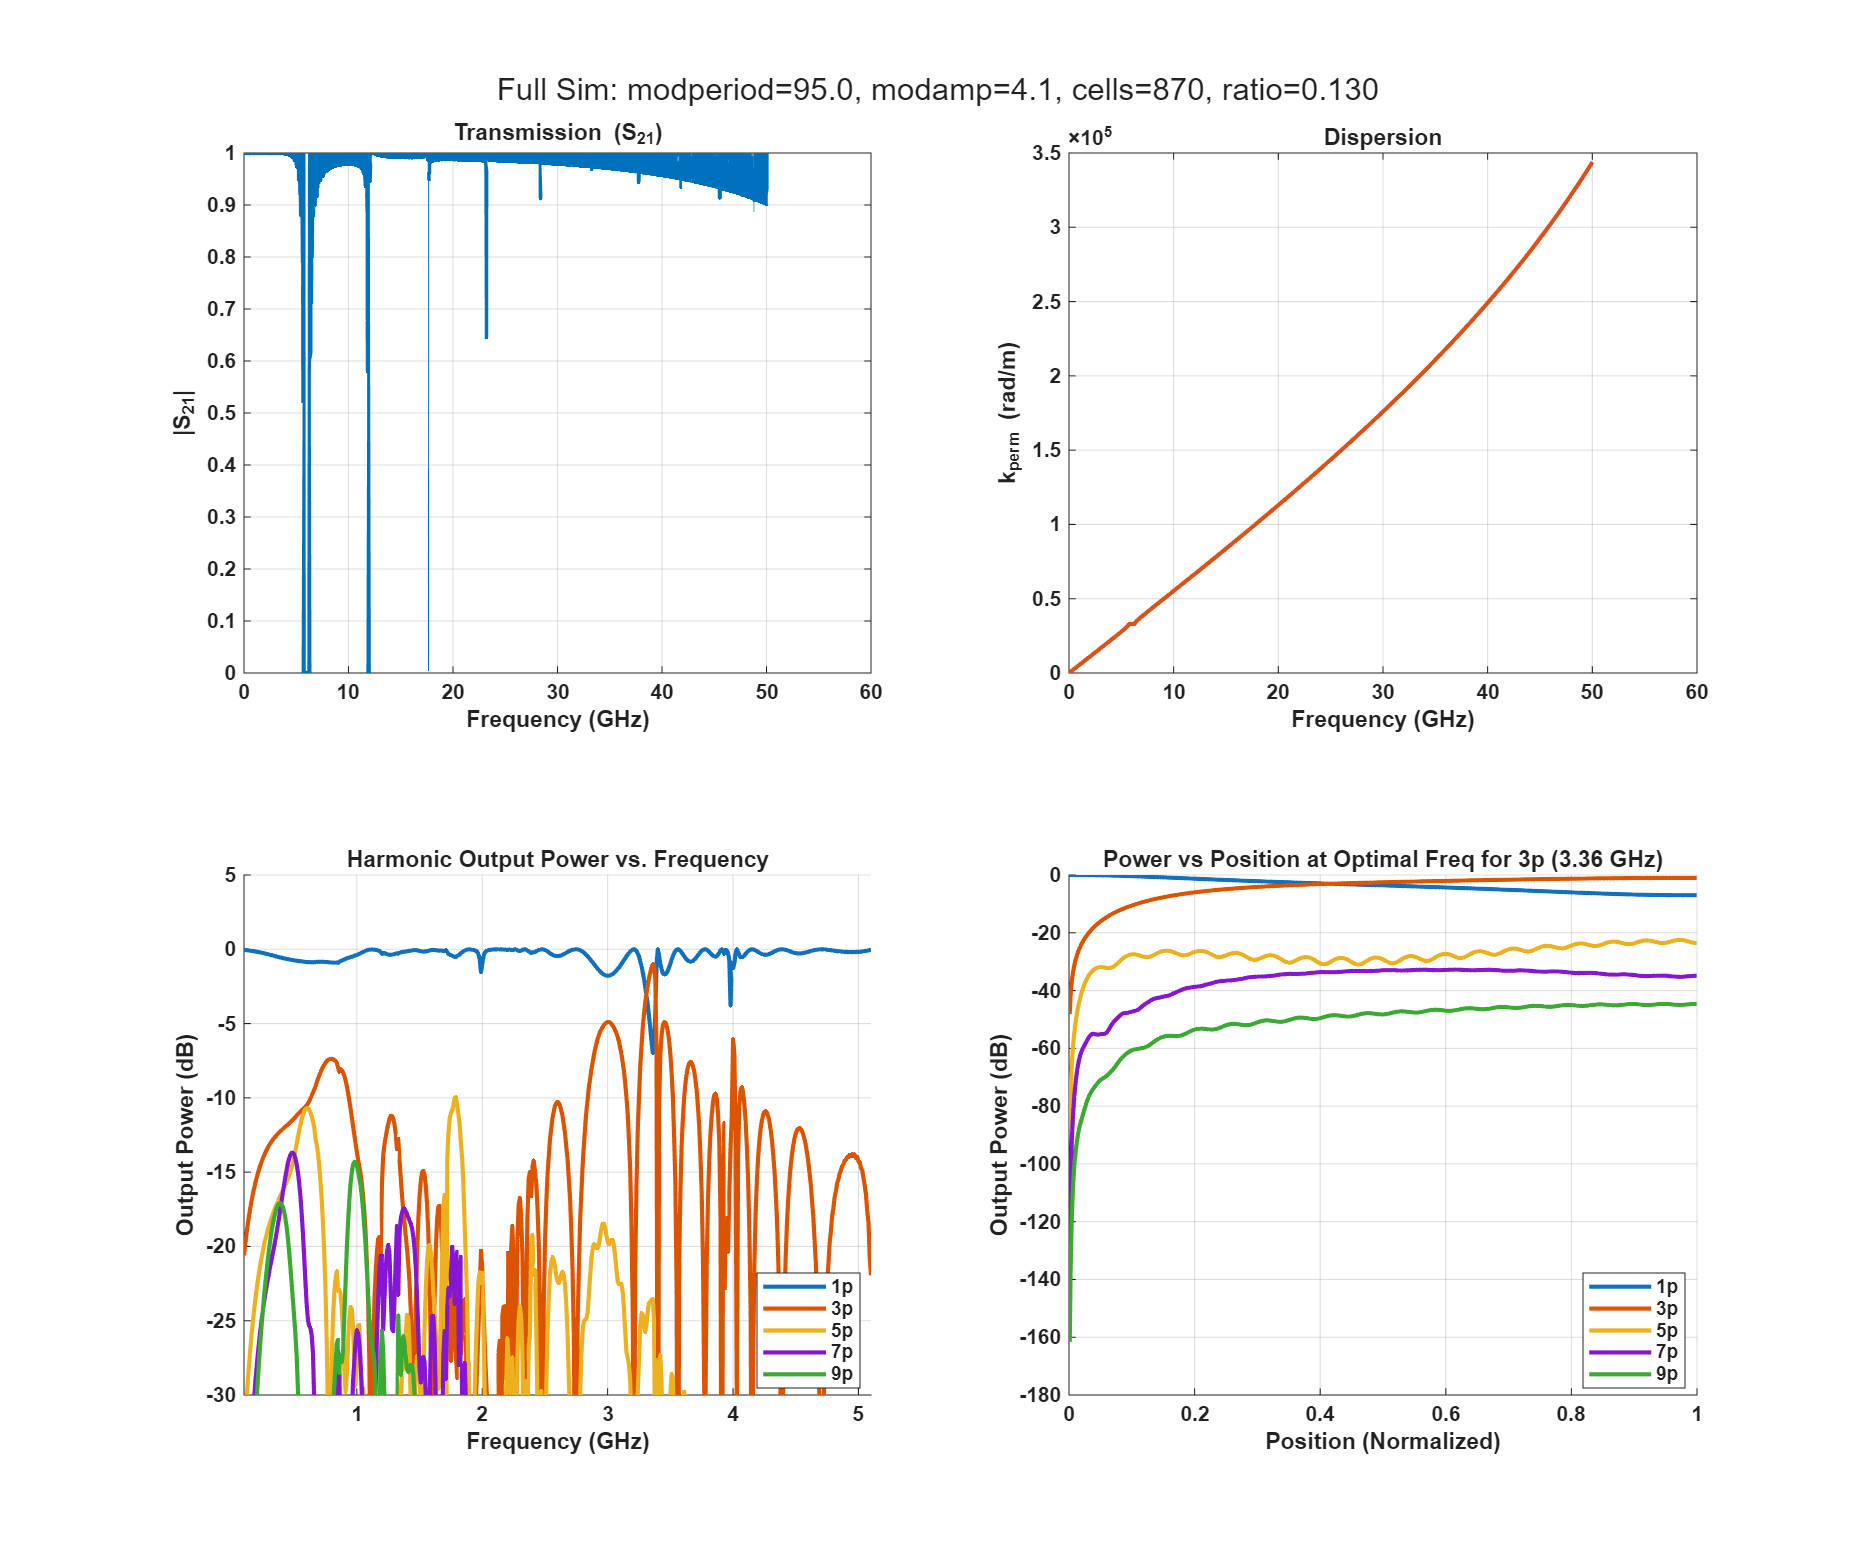 Full Sim: modperiod=95.0, modamp=4.1, cells=870, ratio=0.130
Transmission (S21)
1
0.9
0.8
0.7
0.6
0.5
0.4
0.3
0.2
0.1
0
|S21|
0 10 20 30 40 50 60
Frequency (GHz)
Dispersion
×10^5
3.5
3
2.5
2
1.5
1
0.5
0
kperm (rad/m)
0 10 20 30 40 50 60
Frequency (GHz)
Harmonic Output Power vs. Frequency
5
0
-5
-10
-15
-20
-25
-30
Output Power (dB)
1 2 3 4 5
Frequency (GHz)
1p
3p
5p
7p
9p
Power vs Position at Optimal Freq for 3p (3.36 GHz)
0
-20
-40
-60
-80
-100
-120
-140
-160
-180
Output Power (dB)
0 0.2 0.4 0.6 0.8 1
Position (Normalized)
1p
3p
5p
7p
9p